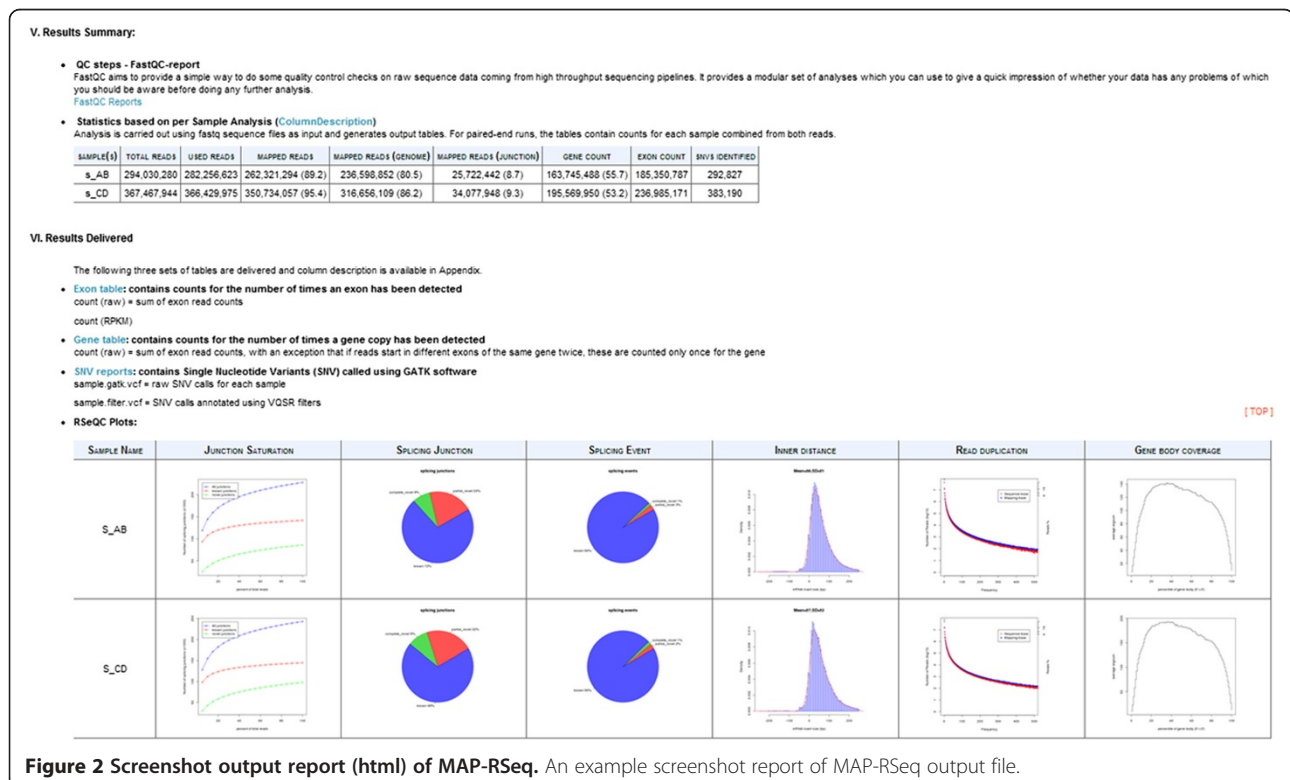 V. Results Summary:
• QC steps - FastQC-report
FastQC aims to provide a simple way to do some quality control checks on raw sequence data coming from high throughput sequencing pipelines. It provides a modular set of analyses which you can use to give a quick impression of whether your data has any problems of which
you should be aware before doing any further analysis.
FastQC Reports
• Statistics based on per Sample Analysis (ColumnDescription)
Analysis is carried out using fastq sequence files as input and generates output tables. For paired-end runs, the tables contain counts for each sample combined from both reads.
SAMPLE(S) TOTAL READS USED READS MAPPED READS MAPPED READS (GENOME) MAPPED READS (JUNCTION) GENE COUNT EXON COUNT SNVS IDENTIFIED
s_AB 294,030,280 282,256,623 262,321,294 (89.2) 236,598,852 (80.5) 25,722,442 (8.7) 163,745,488 (55.7) 185,350,787 292,827
s_CD 367,467,944 366,429,975 350,734,057 (95.4) 316,656,109 (86.2) 34,077,948 (9.3) 195,569,950 (53.2) 236,985,171 383,190
VI. Results Delivered
The following three sets of tables are delivered and column description is available in Appendix.
• Exon table: contains counts for the number of times an exon has been detected
count (raw) = sum of exon read counts
count (RPKM)
• Gene table: contains counts for the number of times a gene copy has been detected
count (raw) = sum of exon read counts, with an exception that if reads start in different exons of the same gene twice, these are counted only once for the gene
• SNV reports: contains Single Nucleotide Variants (SNV) called using GATK software
sample.gatk.vcf = raw SNV calls for each sample
sample.filter.vcf = SNV calls annotated using VQSR filters
[ TOP ]
• RSeQC Plots:
SAMPLE NAME JUNCTION SATURATION SPLICING JUNCTION SPLICING EVENT INNER DISTANCE READ DUPLICATION GENE BODY COVERAGE
S_AB
splicing junctions
splicing events
percent of total reads
Frequency
S_CD
splicing junctions
splicing events
percent of total reads
Frequency
Figure 2 Screenshot output report (html) of MAP-RSeq. An example screenshot report of MAP-RSeq output file.